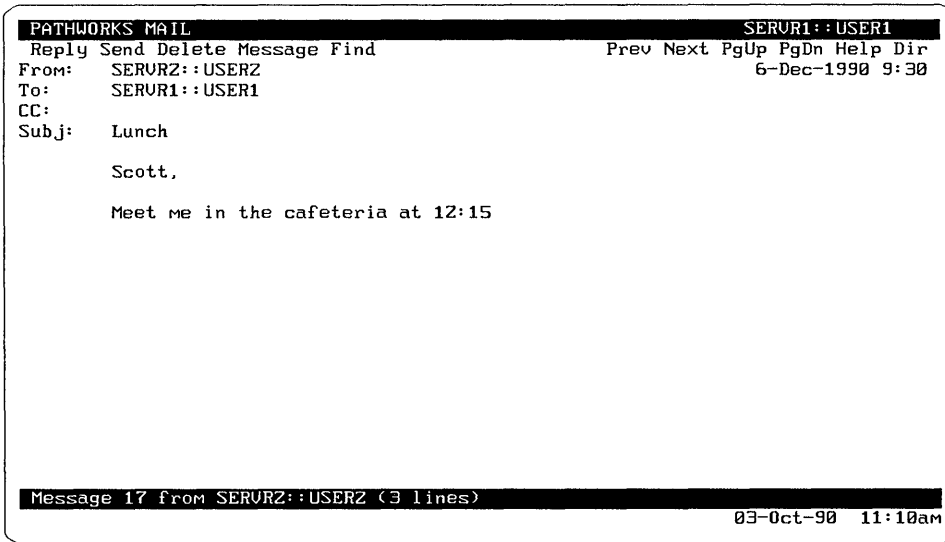 PATHWORKS MAIL SERVR1::USER1
Reply Send Delete Message Find Prev Next PgUp PgDn Help Dir
From: SERVR2::USER2 6-Dec-1990 9:30
To: SERVR1::USER1
CC:
Subj: Lunch
Scott,
Meet me in the cafeteria at 12:15
Message 17 from SERVR2::USER2 (3 lines)
03-Oct-90 11:10am